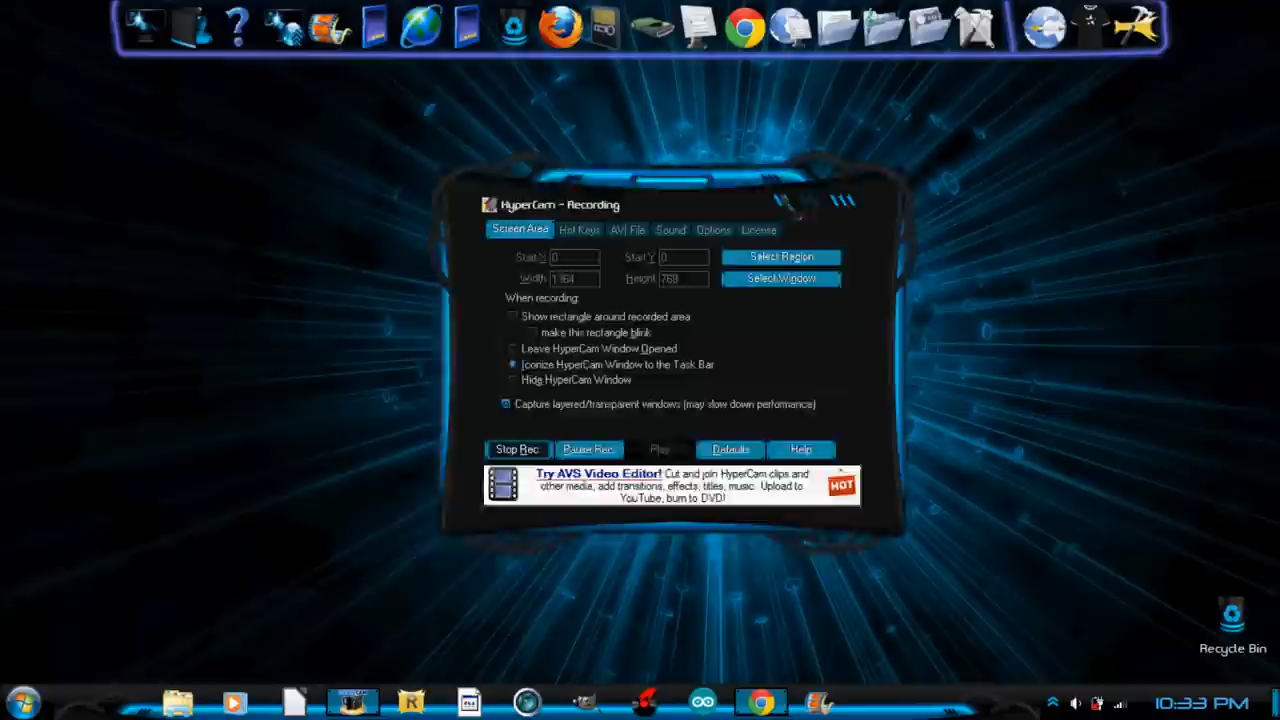 HyperCam - Recording
Screen Area Hot Keys AVI File Sound Options License
Start X 0 Start Y 0 Select Region
Width Height 768 Select Window
When recording:
Show rectangle around recorded area
make this rectangle blink
Leave HyperCam Window Opened
Iconize HyperCam Window to the Task Bar
Hide HyperCam Window
Capture layered/transparent windows (may slow down performance)
Stop Rec Pause Rec Play Defaults Help
Try AVS Video Editor! Cut and join HyperCam clips and
other media, add transitions, effects, titles, music. Upload to
YouTube, burn to DVD!
HOT
Recycle Bin
10:33 PM